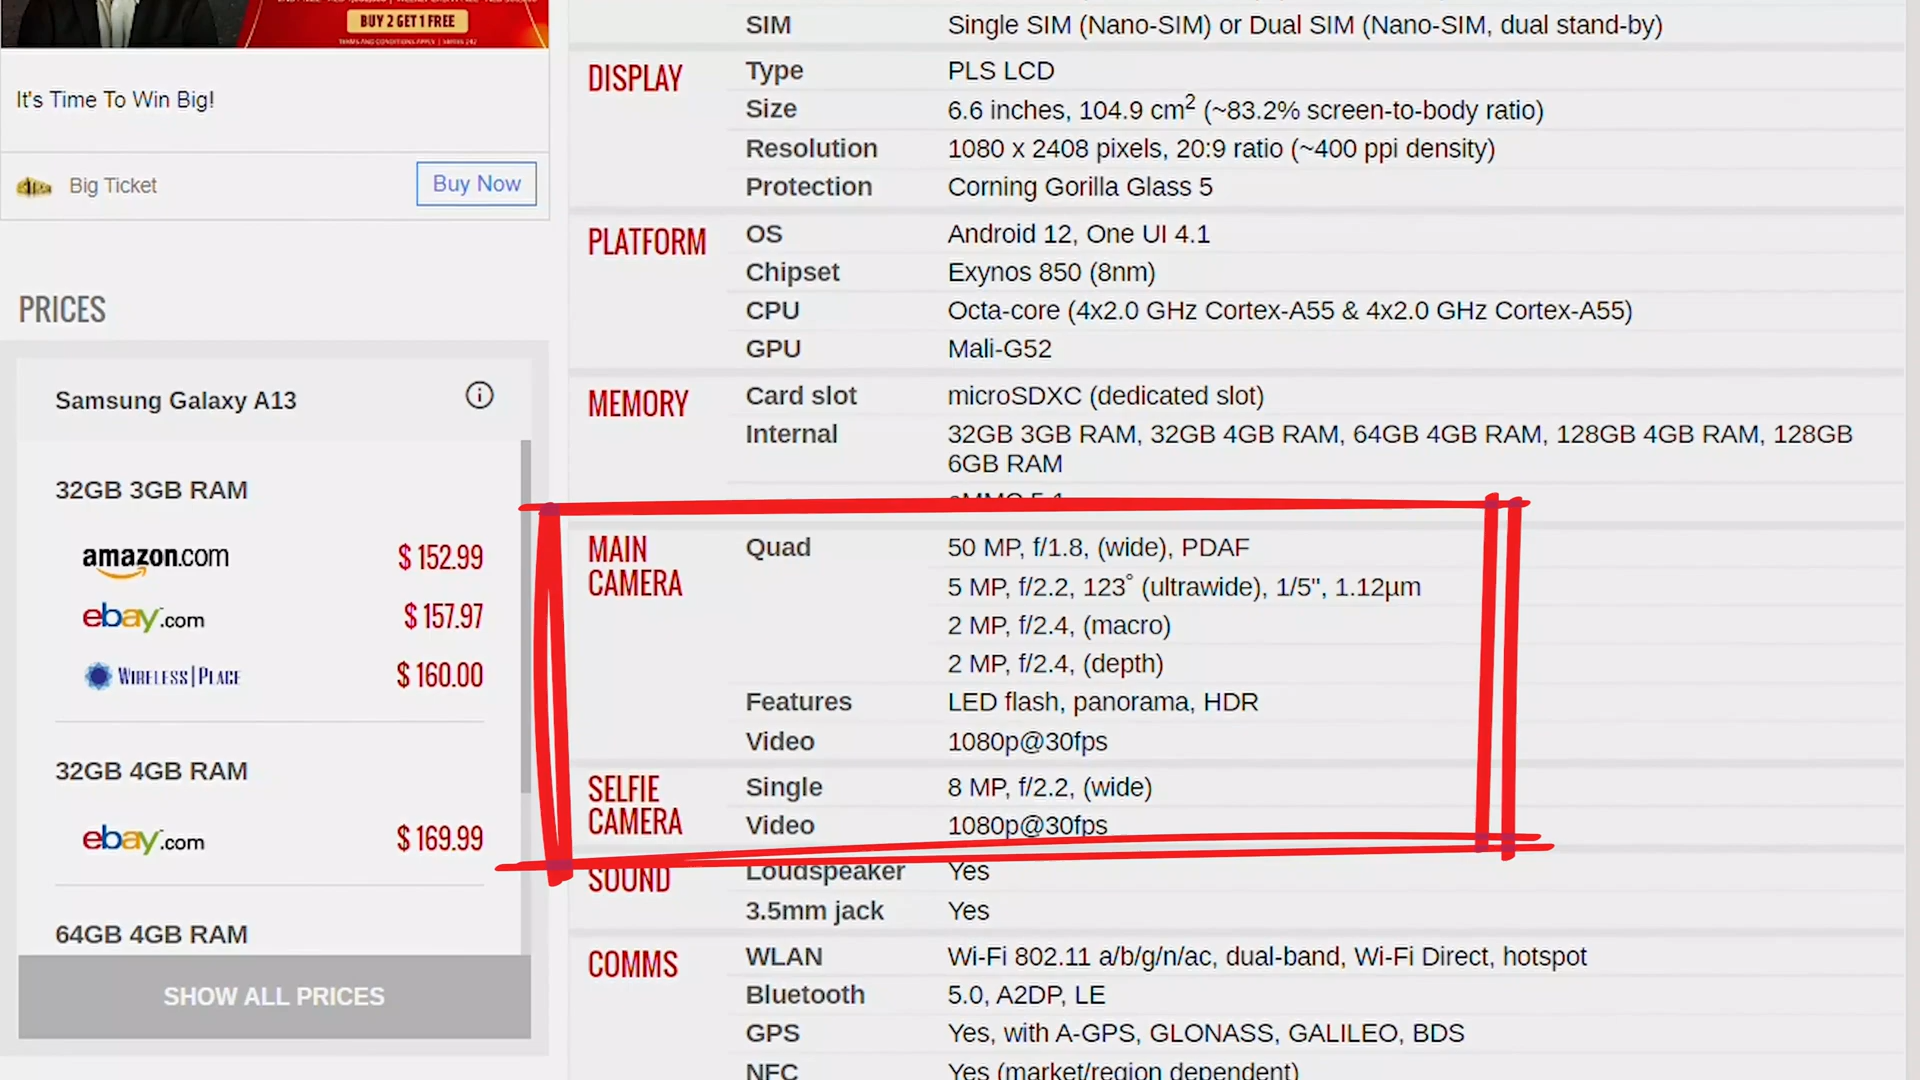 BUY 2 GET 1 FREE
It's Time To Win Big!
Big Ticket
Buy Now
PRICES
Samsung Galaxy A13
32GB 3GB RAM
amazon.com $ 152.99
ebay.com $ 157.97
WIRELESS|PLACE $ 160.00
32GB 4GB RAM
ebay.com $ 169.99
64GB 4GB RAM
SHOW ALL PRICES
SIM Single SIM (Nano-SIM) or Dual SIM (Nano-SIM, dual stand-by)
DISPLAY Type PLS LCD
Size 6.6 inches, 104.9 cm2 (~83.2% screen-to-body ratio)
Resolution 1080 x 2408 pixels, 20:9 ratio (~400 ppi density)
Protection Corning Gorilla Glass 5
PLATFORM OS Android 12, One UI 4.1
Chipset Exynos 850 (8nm)
CPU Octa-core (4x2.0 GHz Cortex-A55 & 4x2.0 GHz Cortex-A55)
GPU Mali-G52
MEMORY Card slot microSDXC (dedicated slot)
Internal 32GB 3GB RAM, 32GB 4GB RAM, 64GB 4GB RAM, 128GB 4GB RAM, 128GB
6GB RAM
eMMC 5.1
MAIN CAMERA Quad 50 MP, f/1.8, (wide), PDAF
5 MP, f/2.2, 123˚ (ultrawide), 1/5", 1.12µm
2 MP, f/2.4, (macro)
2 MP, f/2.4, (depth)
Features LED flash, panorama, HDR
Video 1080p@30fps
SELFIE CAMERA Single 8 MP, f/2.2, (wide)
Video 1080p@30fps
SOUND Loudspeaker Yes
3.5mm jack Yes
COMMS WLAN Wi-Fi 802.11 a/b/g/n/ac, dual-band, Wi-Fi Direct, hotspot
Bluetooth 5.0, A2DP, LE
GPS Yes, with A-GPS, GLONASS, GALILEO, BDS
NFC Yes (market/region dependent)